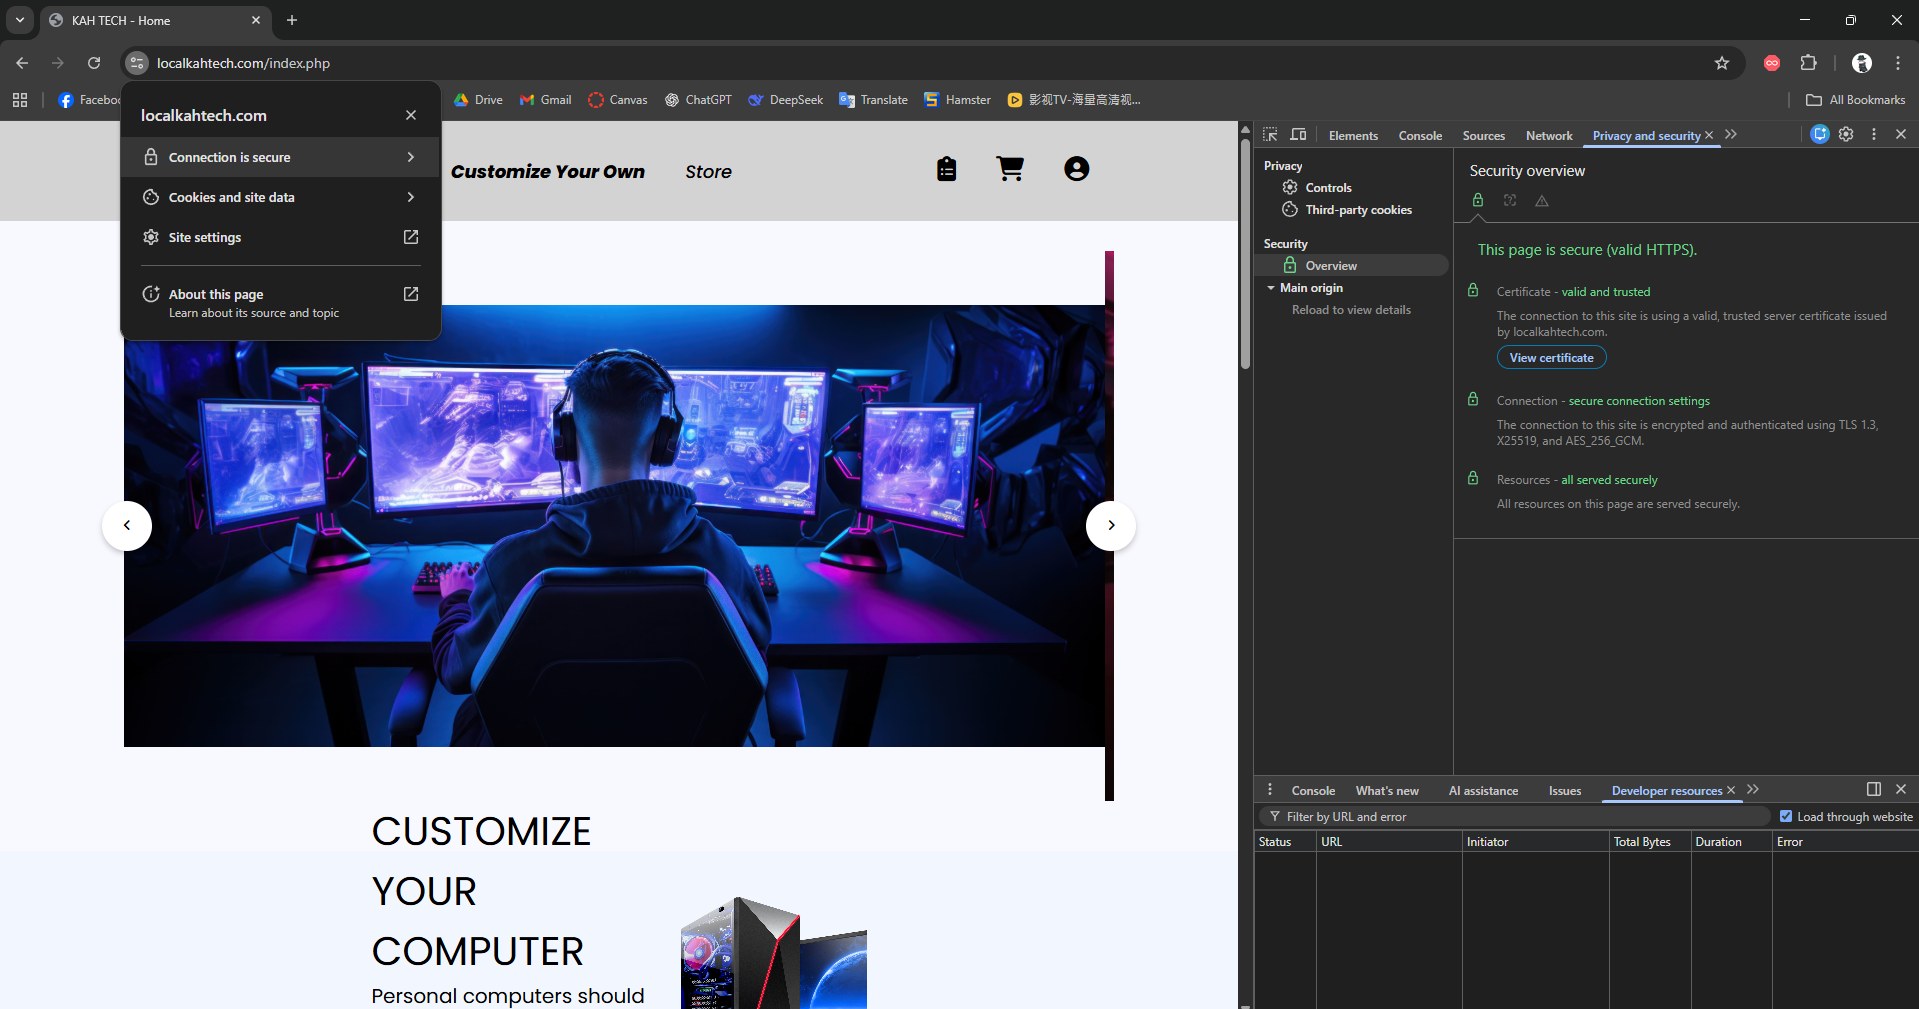 KAH TECH - Home
localkahtech.com/index.php
Facebo
Drive
Gmail
Canvas
ChatGPT
DeepSeek
Translate
Hamster
影视TV-海量高清视...
All Bookmarks
localkahtech.com
Connection is secure
Cookies and site data
Site settings
About this page
Learn about its source and topic
Customize Your Own
Store
CUSTOMIZE
YOUR
COMPUTER
Personal computers should
Elements
Console
Sources
Network
Privacy and security
Privacy
Controls
Third-party cookies
Security
Overview
Main origin
Reload to view details
Security overview
This page is secure (valid HTTPS).
Certificate - valid and trusted
The connection to this site is using a valid, trusted server certificate issued
by localkahtech.com.
View certificate
Connection - secure connection settings
The connection to this site is encrypted and authenticated using TLS 1.3,
X25519, and AES_256_GCM.
Resources - all served securely
All resources on this page are served securely.
Console
What's new
AI assistance
Issues
Developer resources
Filter by URL and error
Load through website
Status
URL
Initiator
Total Bytes
Duration
Error